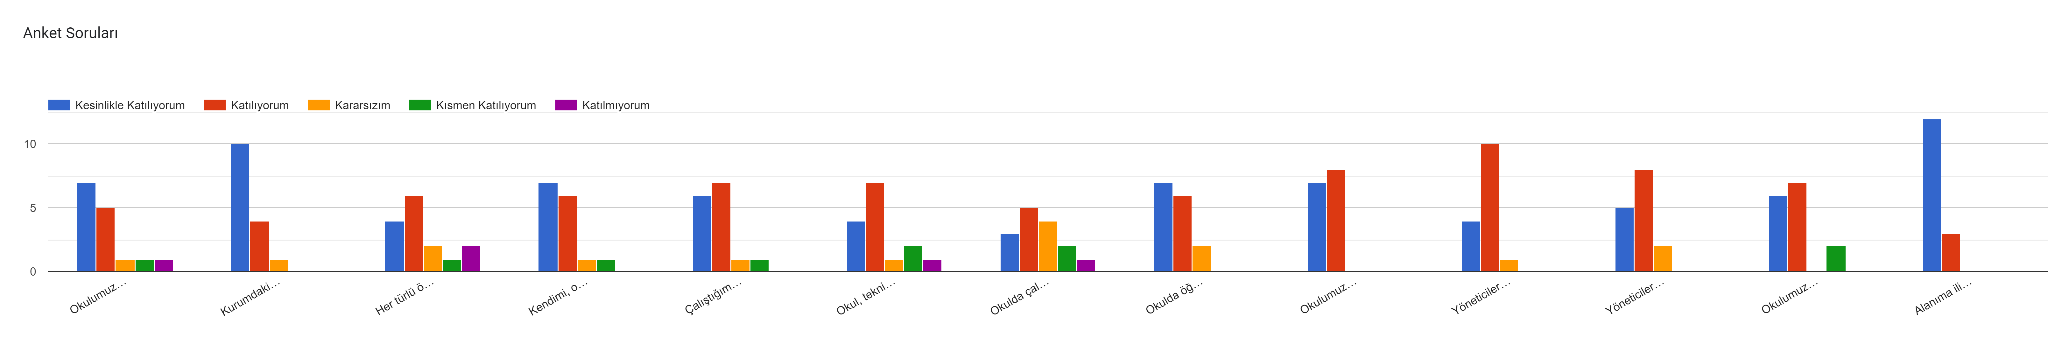 Anket Soruları
Kesinlikle Katılıyorum Katılıyorum Kararsızım Kısmen Katılıyorum Katılmıyorum
10
5
0
Okulumuz…
Kurumdaki…
Her türlü ö…
Kendimi, o…
Çalıştığım…
Okul, tekni…
Okulda çal…
Okulda öğ…
Okulumuz…
Yöneticiler…
Yöneticiler…
Okulumuz…
Alanıma ili…